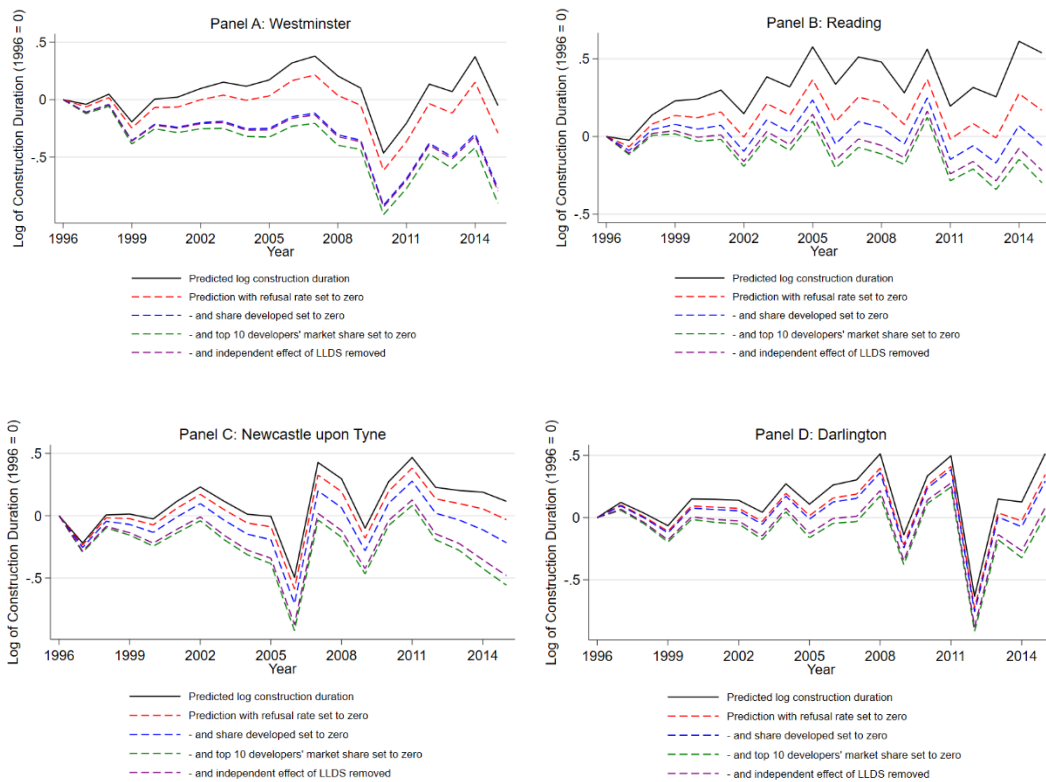 Panel A: Westminster
Log of Construction Duration (1996 = 0)
.5
0
-.5
1996 1999 2002 2005 2008 2011 2014
Year
Predicted log construction duration
Prediction with refusal rate set to zero
- and share developed set to zero
- and top 10 developers' market share set to zero
- and independent effect of LLDS removed
Panel B: Reading
Log of Construction Duration (1996 = 0)
.5
0
-.5
1996 1999 2002 2005 2008 2011 2014
Year
Predicted log construction duration
Prediction with refusal rate set to zero
- and share developed set to zero
- and top 10 developers' market share set to zero
- and independent effect of LLDS removed
Panel C: Newcastle upon Tyne
Log of Construction Duration (1996 = 0)
.5
0
-.5
1996 1999 2002 2005 2008 2011 2014
Year
Predicted log construction duration
Prediction with refusal rate set to zero
- and share developed set to zero
- and top 10 developers' market share set to zero
- and independent effect of LLDS removed
Panel D: Darlington
Log of Construction Duration (1996 = 0)
.5
0
-.5
1996 1999 2002 2005 2008 2011 2014
Year
Predicted log construction duration
Prediction with refusal rate set to zero
- and share developed set to zero
- and top 10 developers' market share set to zero
- and independent effect of LLDS removed